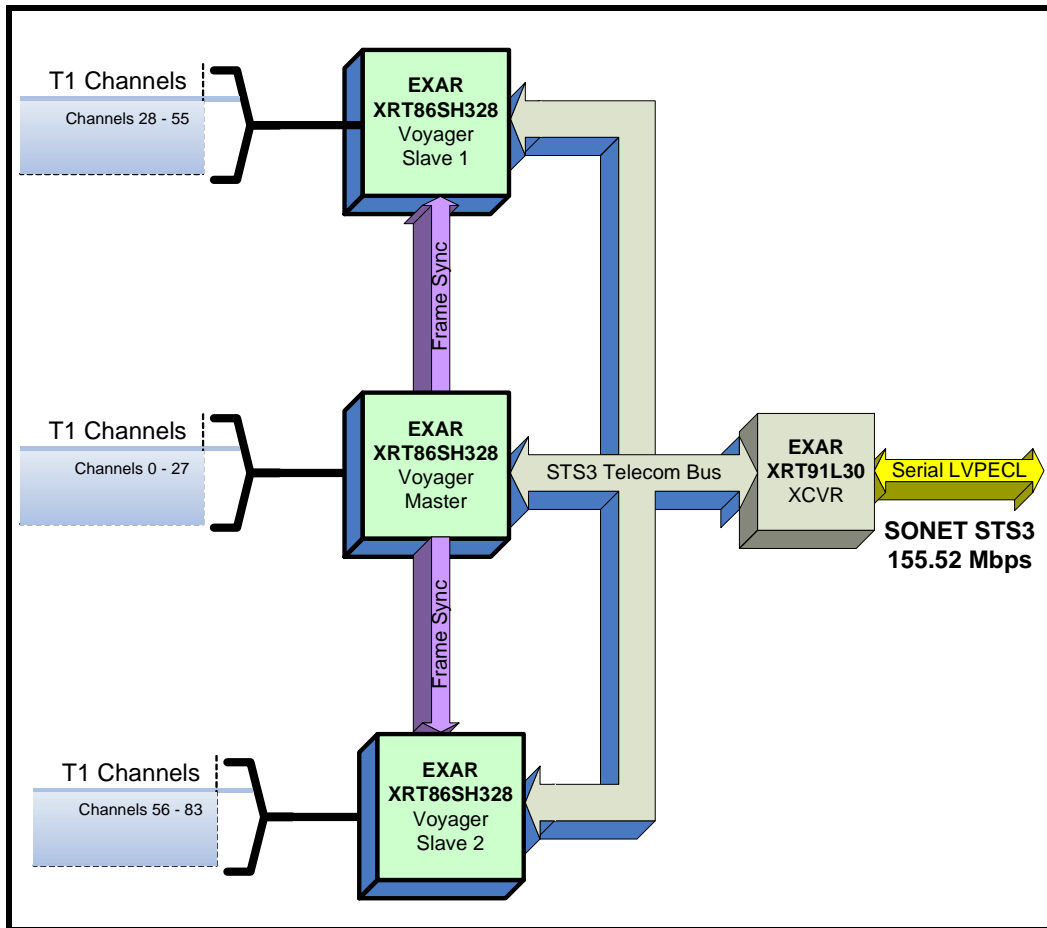 T1 Channels
Channels 28 - 55
EXAR
XRT86SH328
Voyager
Slave 1
Frame Sync
T1 Channels
Channels 0 - 27
EXAR
XRT86SH328
Voyager
Master
STS3 Telecom Bus
EXAR
XRT91L30
XCVR
Serial LVPECL
SONET STS3
155.52 Mbps
Frame Sync
T1 Channels
Channels 56 - 83
EXAR
XRT86SH328
Voyager
Slave 2